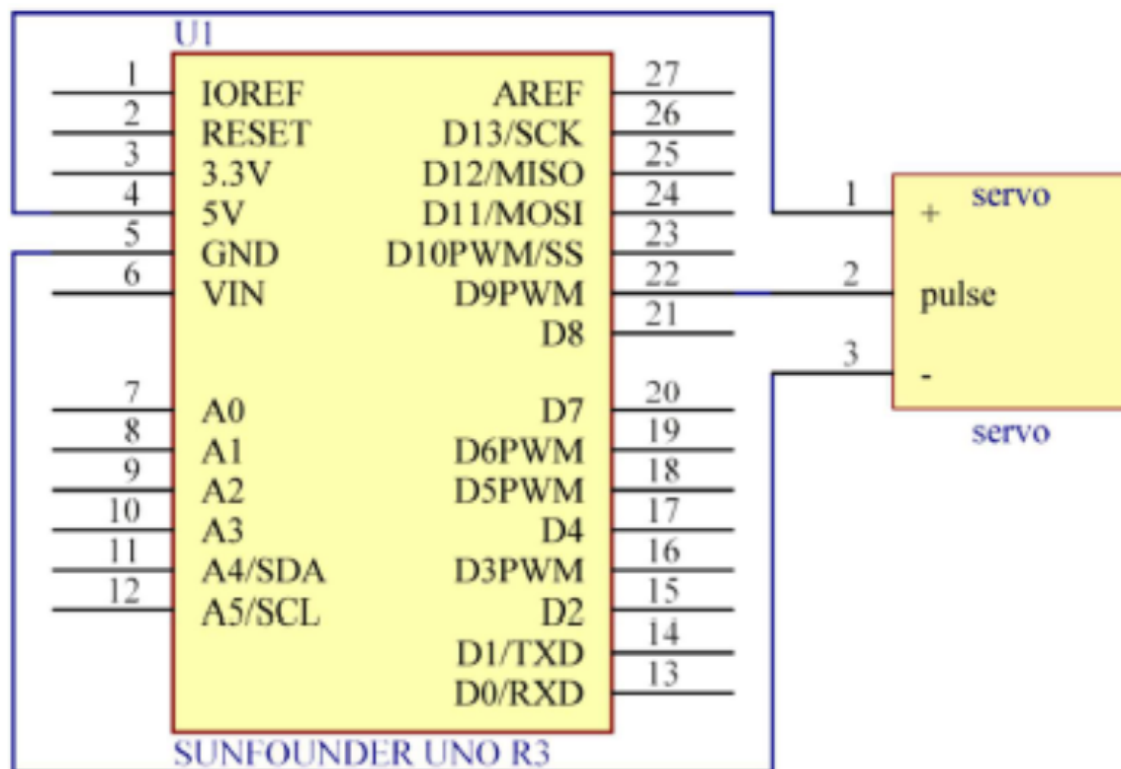 U1
1 IOREF AREF 27
2 RESET D13/SCK 26
3 3.3V D12/MISO 25
4 5V D11/MOSI 24
5 GND D10PWM/SS 23
6 VIN D9PWM 22
D8 21
7 A0 D7 20
8 A1 D6PWM 19
9 A2 D5PWM 18
10 A3 D4 17
11 A4/SDA D3PWM 16
12 A5/SCL D2 15
D1/TXD 14
D0/RXD 13
SUNFOUNDER UNO R3
servo
1 +
2 pulse
3 -
servo